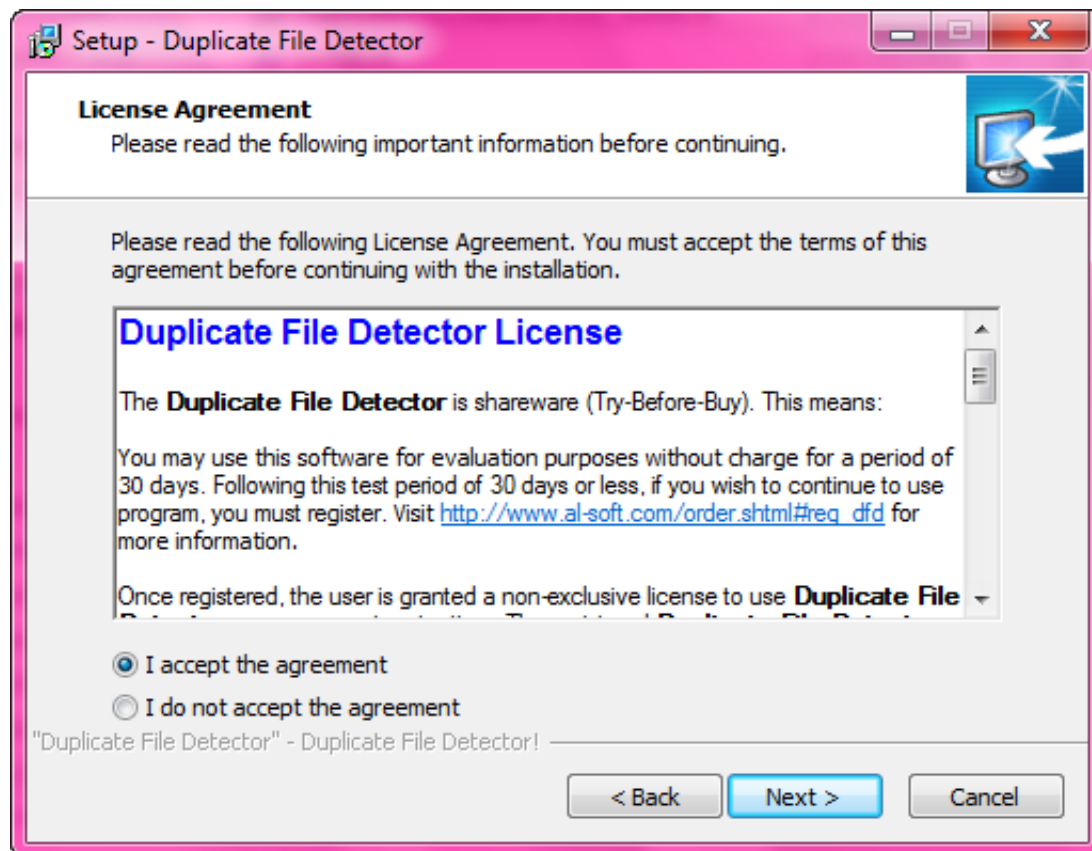 Setup - Duplicate File Detector
License Agreement
Please read the following important information before continuing.
Please read the following License Agreement. You must accept the terms of this
agreement before continuing with the installation.
Duplicate File Detector License
The Duplicate File Detector is shareware (Try-Before-Buy). This means:
You may use this software for evaluation purposes without charge for a period of
30 days. Following this test period of 30 days or less, if you wish to continue to use
program, you must register. Visit http://www.al-soft.com/order.shtml#req_dfd for
more information.
Once registered, the user is granted a non-exclusive license to use Duplicate File
I accept the agreement
I do not accept the agreement
"Duplicate File Detector" - Duplicate File Detector!
< Back
Next >
Cancel